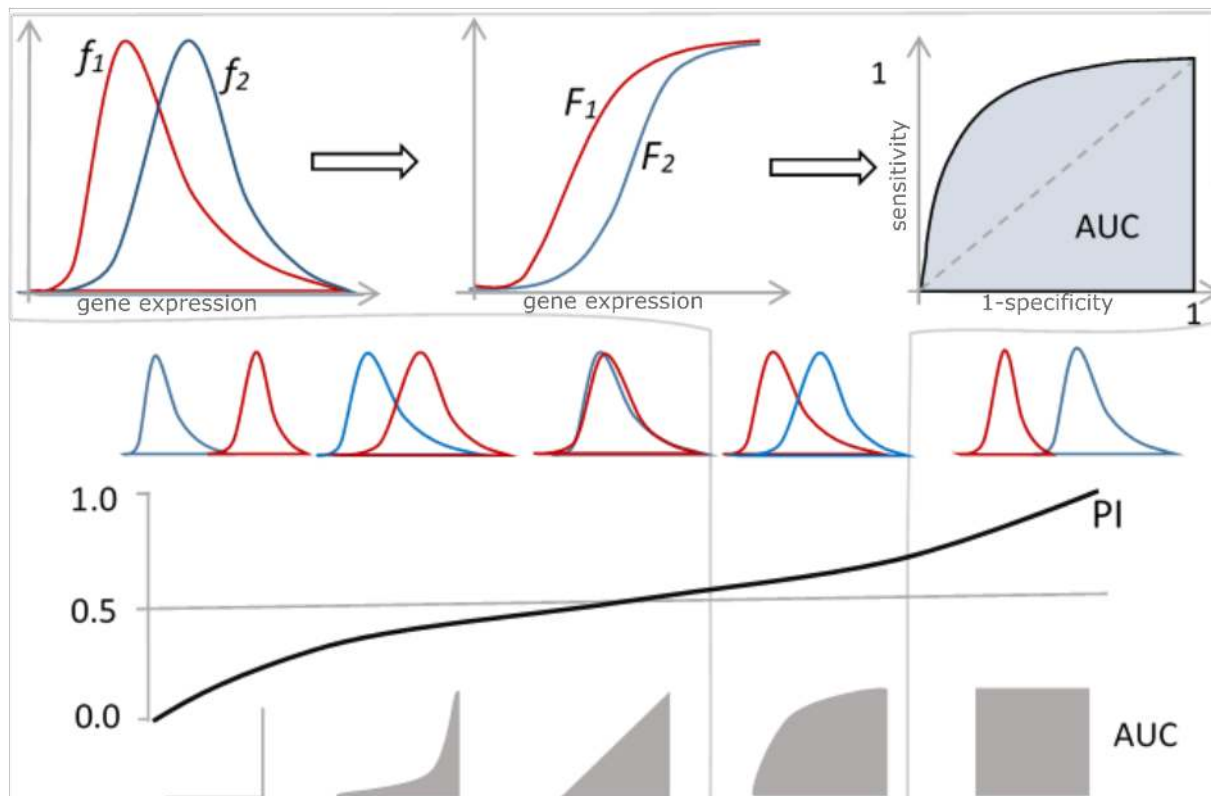 f1
f2
gene expression
F1
F2
gene expression
1
sensitivity
AUC
1-specificity
1
1.0
PI
0.5
0.0
AUC